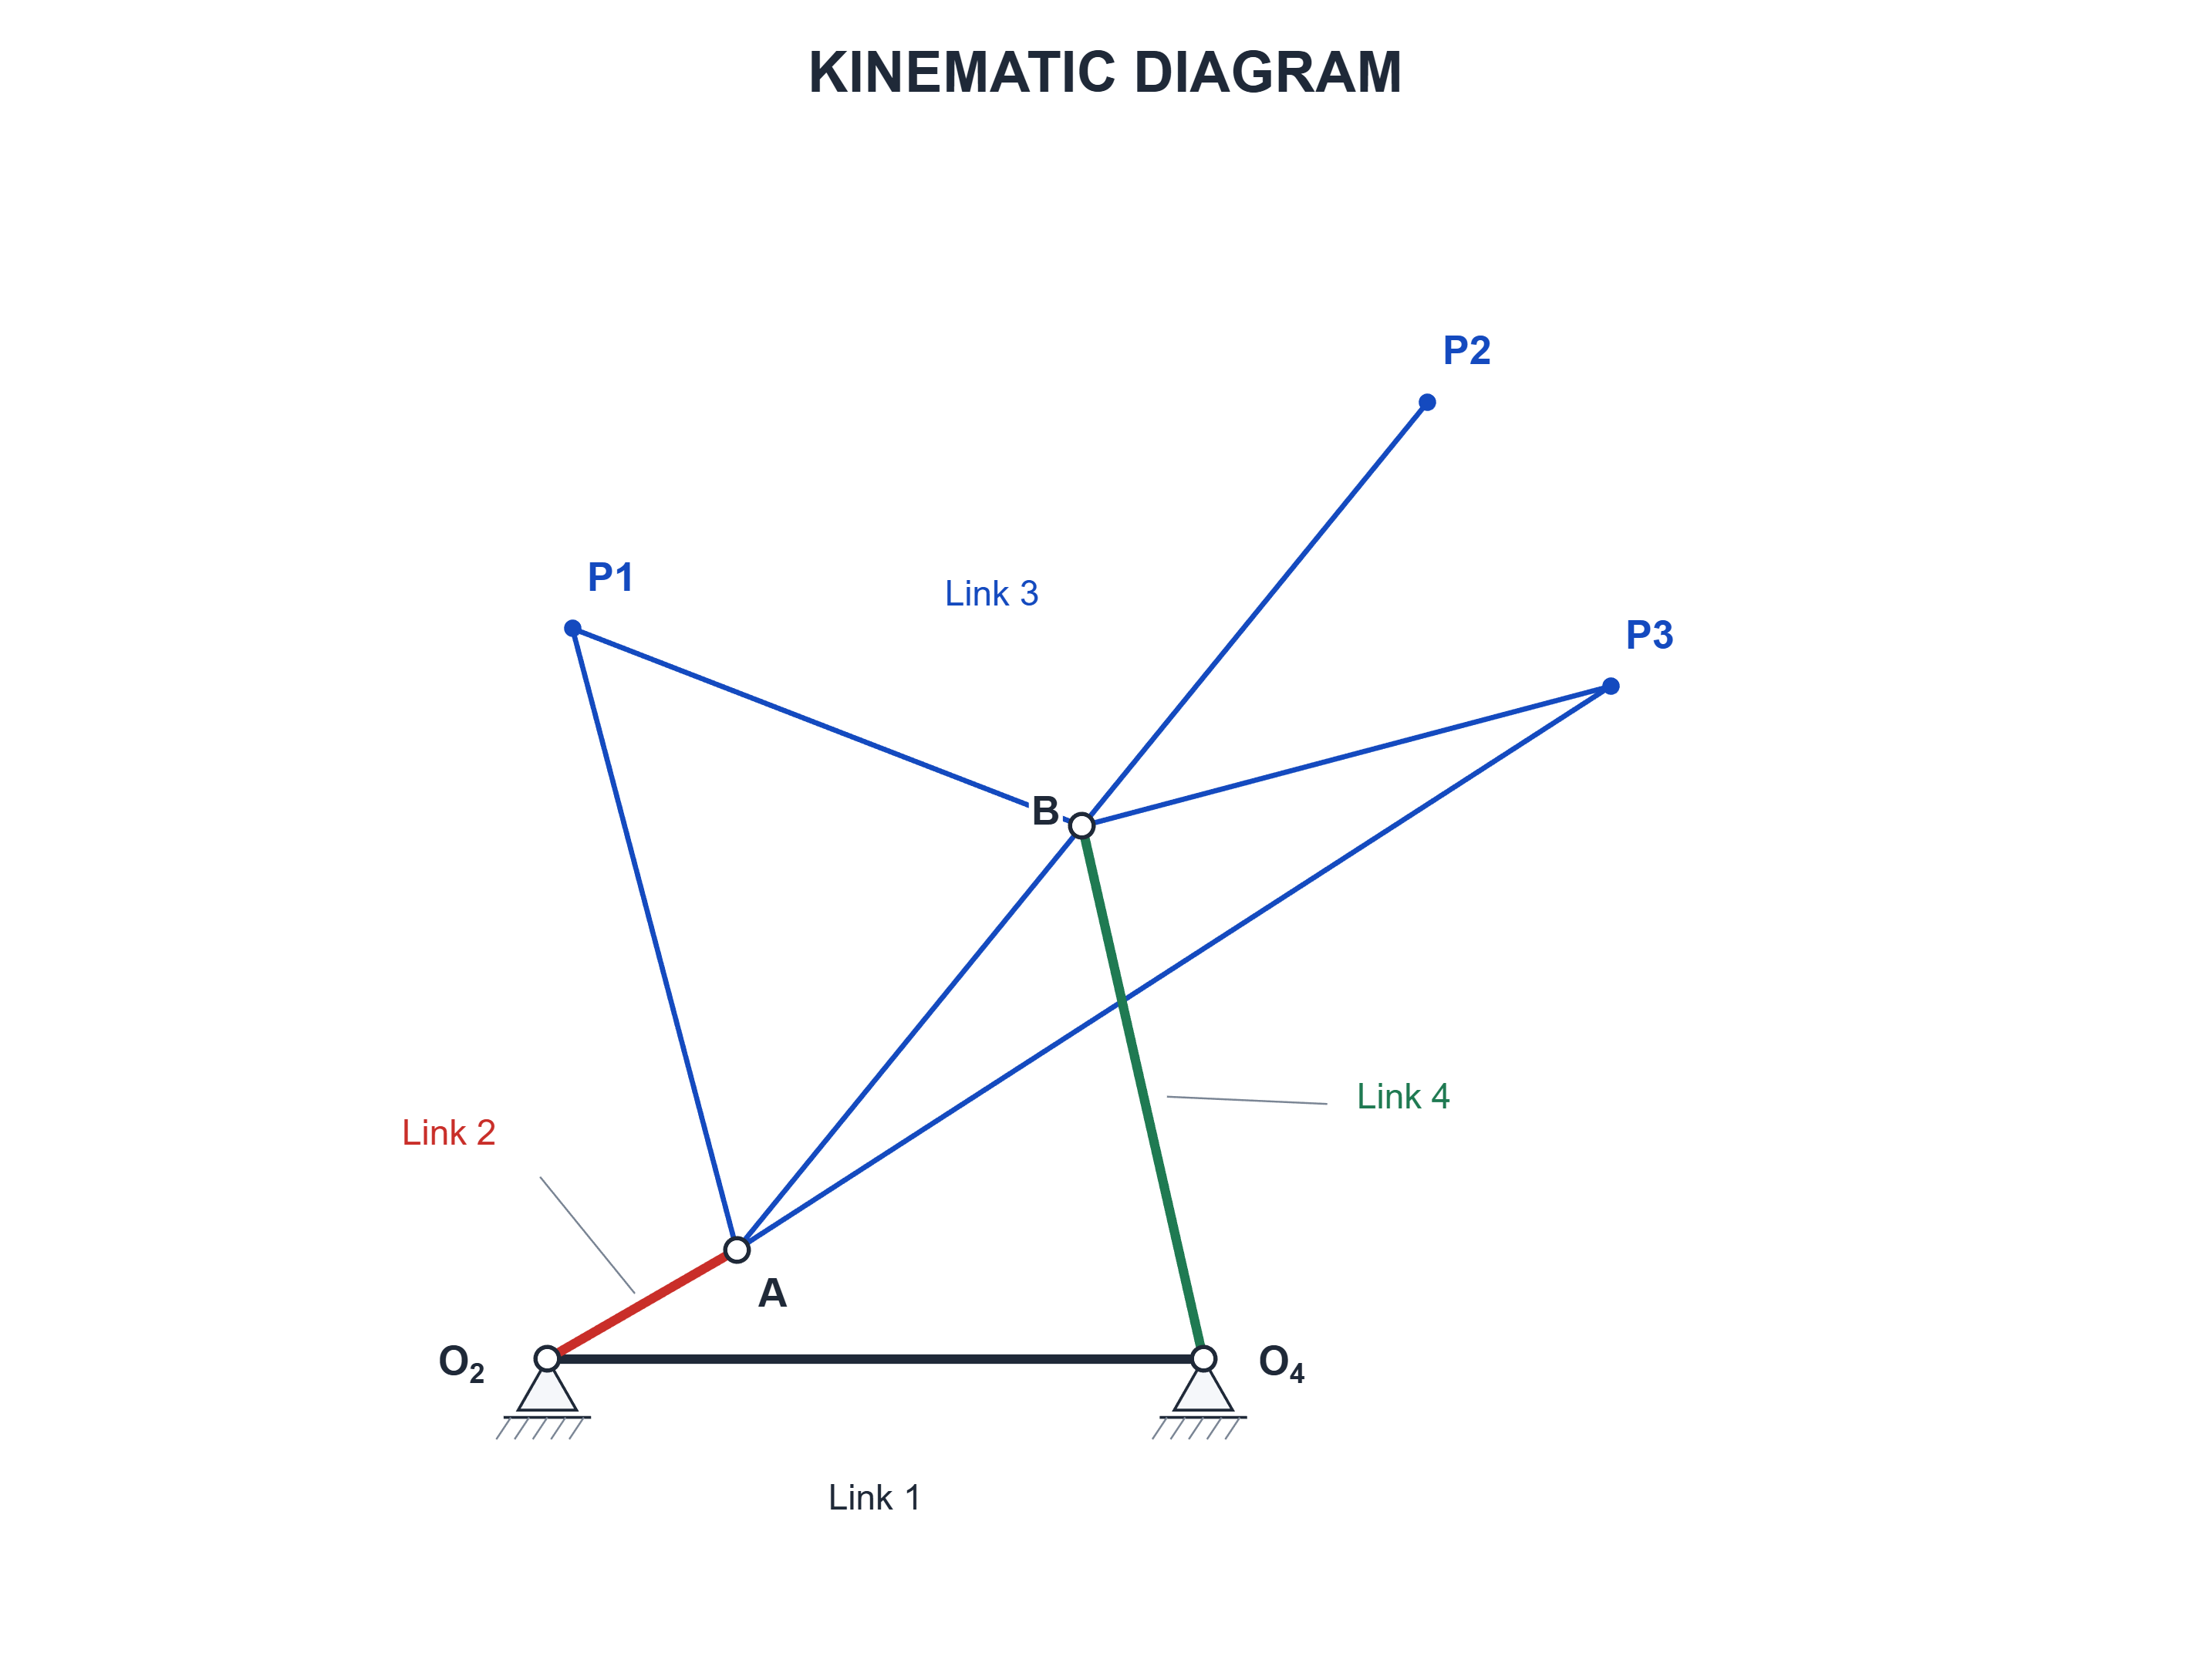 KINEMATIC DIAGRAM
P2
P1
Link 3
P3
B
Link 4
Link 2
A
O₂
O₄
Link 1